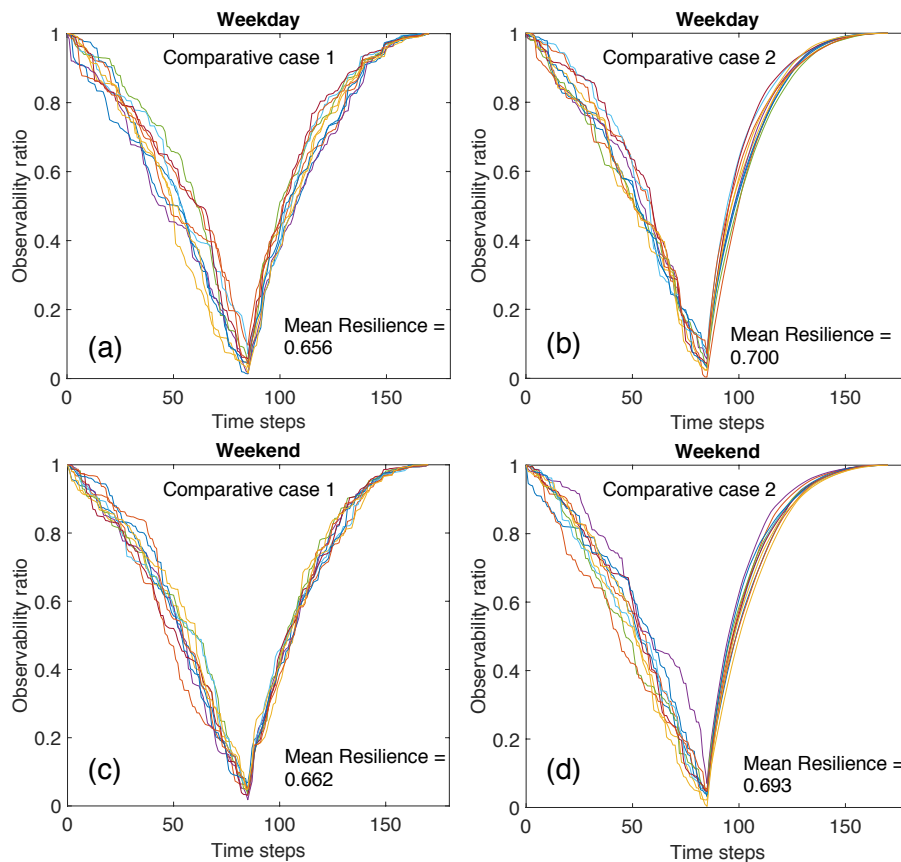 Weekday
Comparative case 1
Observability ratio
1
0.8
0.6
0.4
0.2
0
(a)
Mean Resilience =
0.656
0
50
100
150
Time steps
Weekday
Comparative case 2
Observability ratio
1
0.8
0.6
0.4
0.2
0
(b)
Mean Resilience =
0.700
0
50
100
150
Time steps
Weekend
Comparative case 1
Observability ratio
1
0.8
0.6
0.4
0.2
0
(c)
Mean Resilience =
0.662
0
50
100
150
Time steps
Weekend
Comparative case 2
Observability ratio
1
0.8
0.6
0.4
0.2
0
(d)
Mean Resilience =
0.693
0
50
100
150
Time steps